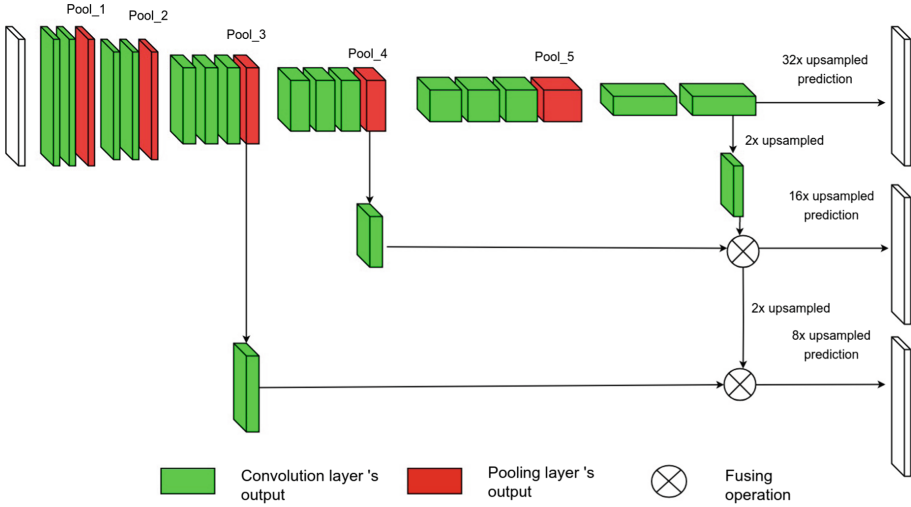 Pool_1
Pool_2
Pool_3
Pool_4
Pool_5
32x upsampled
prediction
2x upsampled
16x upsampled
prediction
2x upsampled
8x upsampled
prediction
Convolution layer 's
output
Pooling layer 's
output
Fusing
operation